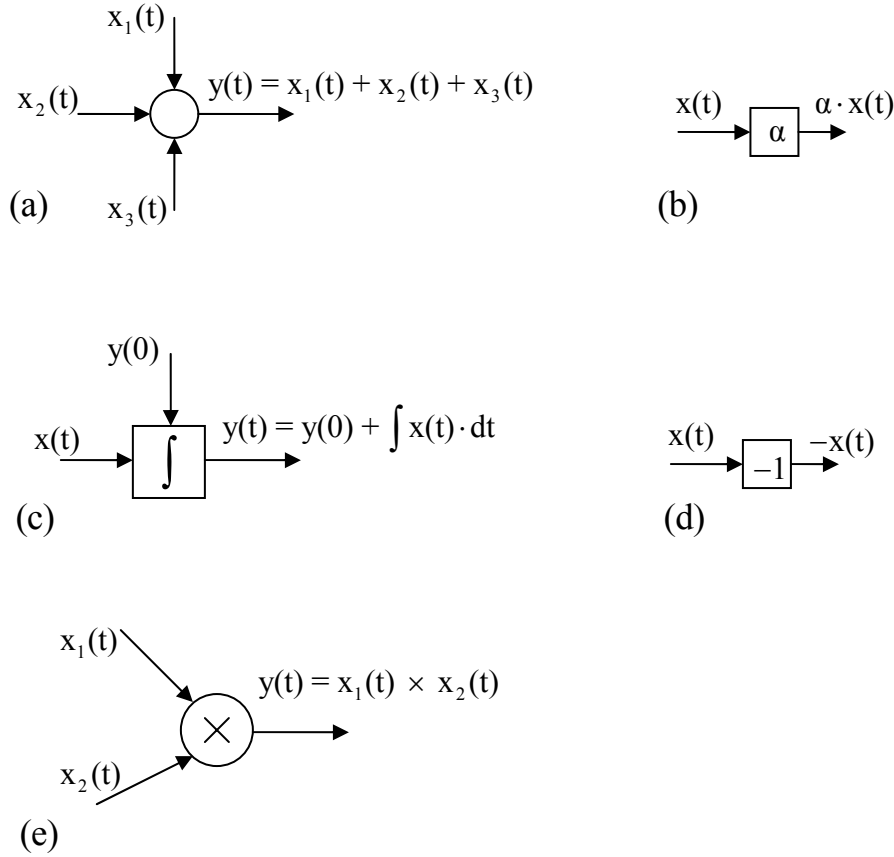 x₁(t)
x₂(t)
y(t) = x₁(t) + x₂(t) + x₃(t)
x₃(t)
(a)
x(t)
α
α · x(t)
(b)
y(0)
x(t)
∫
y(t) = y(0) + ∫ x(t) · dt
(c)
x(t)
−1
−x(t)
(d)
x₁(t)
x₂(t)
×
y(t) = x₁(t) × x₂(t)
(e)